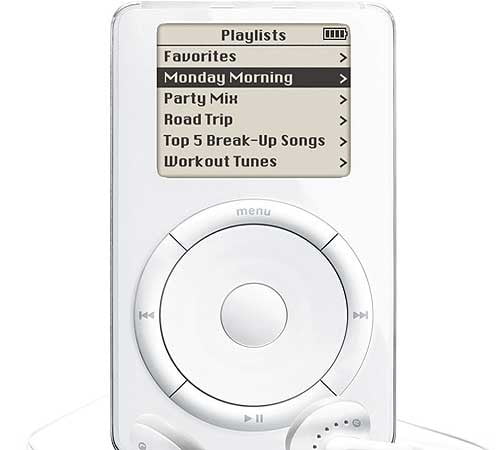 Playlists
Favorites
Monday Morning
Party Mix
Road Trip
Top 5 Break-Up Songs
Workout Tunes
menu